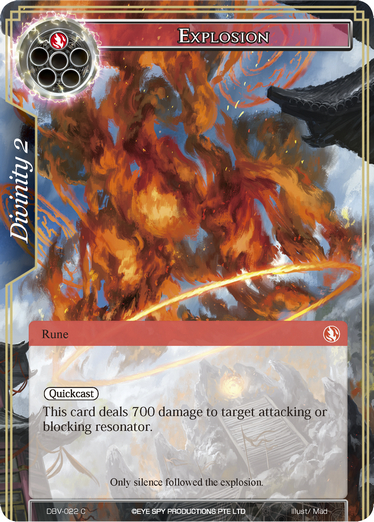 Explosion
Divinity 2
Rune
Quickcast
This card deals 700 damage to target attacking or
blocking resonator.
Only silence followed the explosion.
DBV-022 C
©EYE SPY PRODUCTIONS PTE LTD
Illust/ Mad